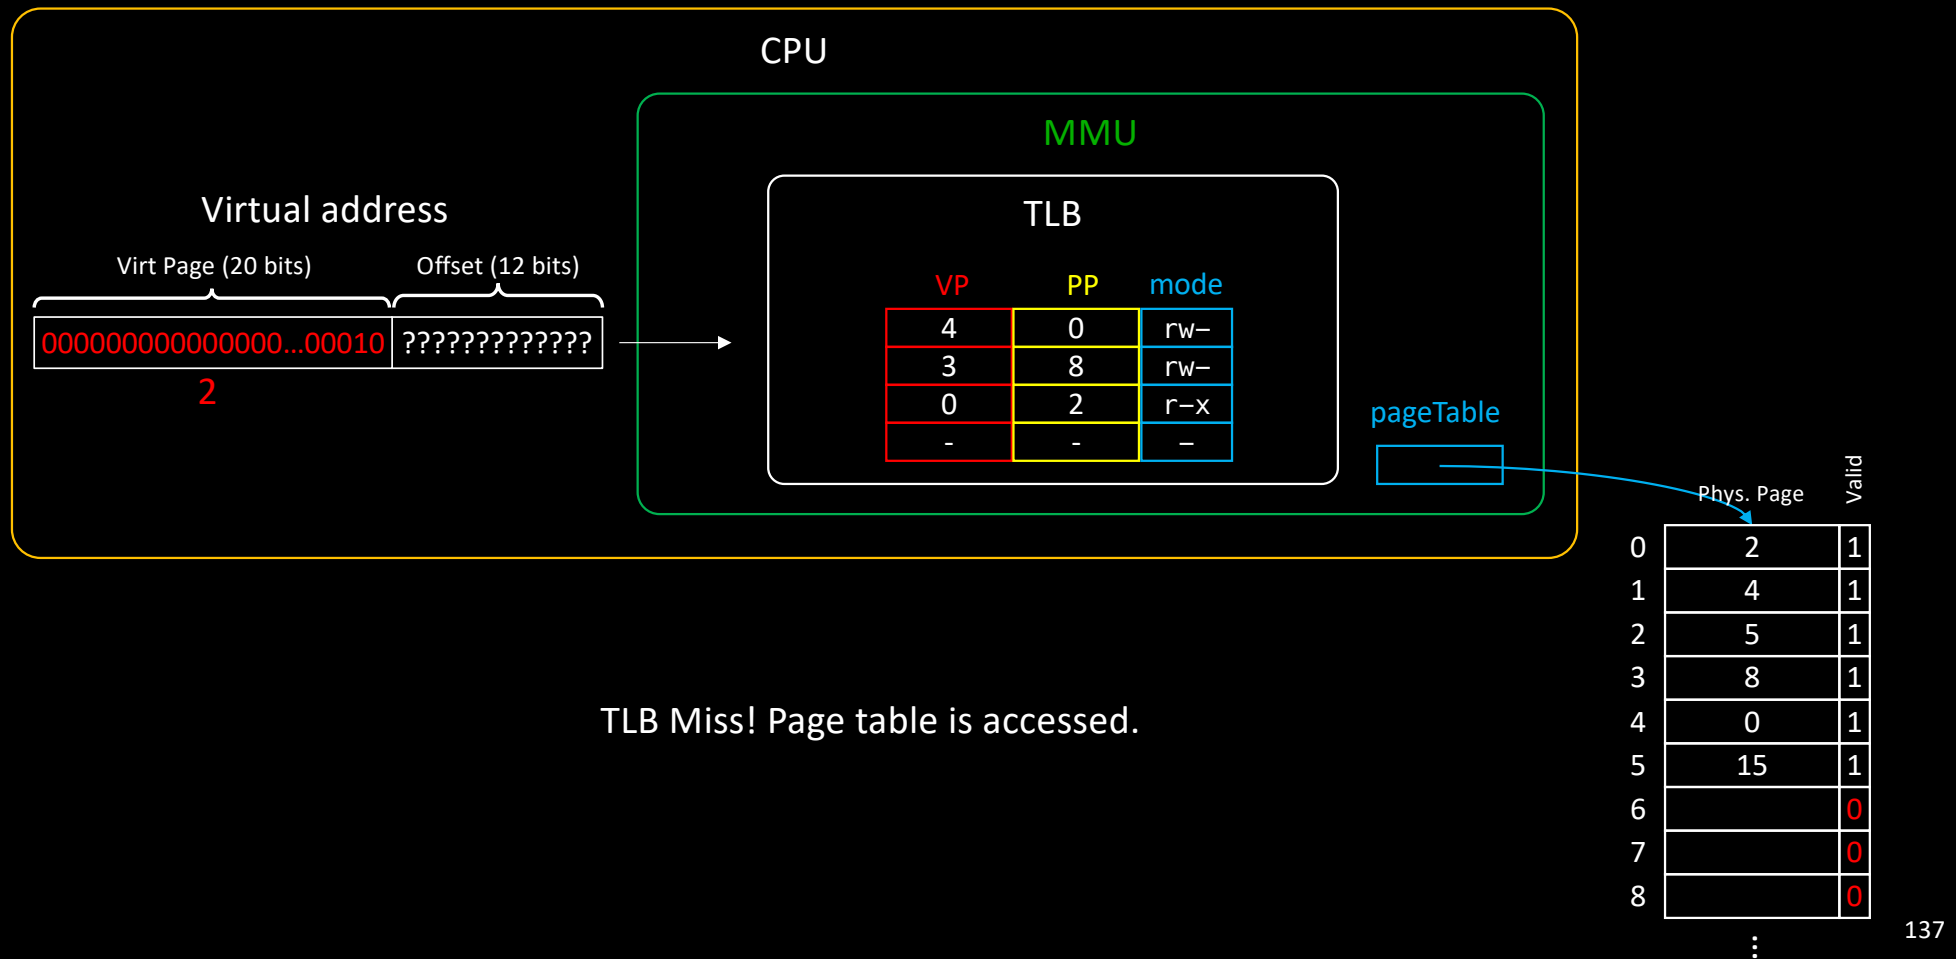 CPU
MMU
Virtual address
TLB
Virt Page (20 bits) Offset (12 bits)
VP PP mode
000000000000000...00010 ?????????????
4 0 rw–
3 8 rw–
2
0 2 r–x
- - –
pageTable
Phys. Page Valid
0 2 1
1 4 1
2 5 1
3 8 1
4 0 1
5 15 1
6 0
7 0
8 0
...
TLB Miss! Page table is accessed.
137